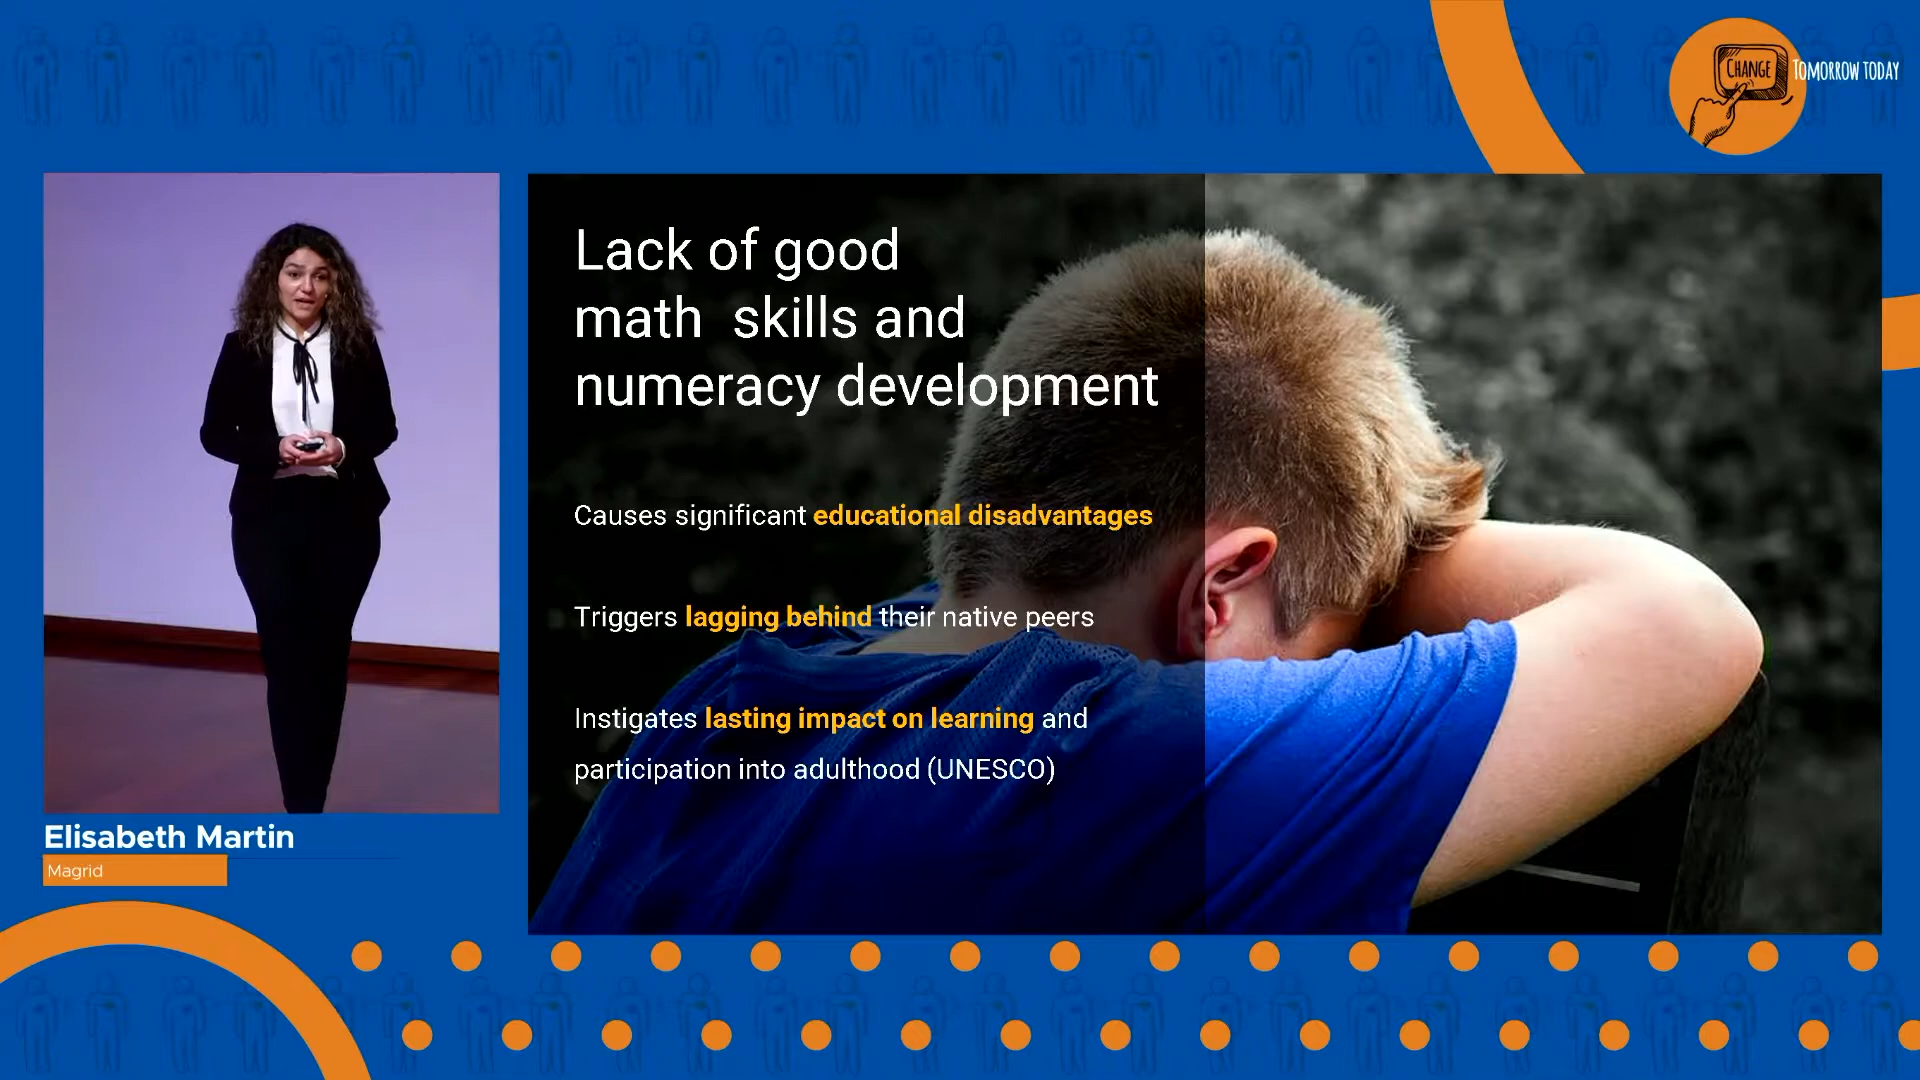 CHANGE TOMORROW TODAY
Lack of good
math  skills and
numeracy development
Causes significant educational disadvantages
Triggers lagging behind their native peers
Instigates lasting impact on learning and
participation into adulthood (UNESCO)
Elisabeth Martin
Magrid